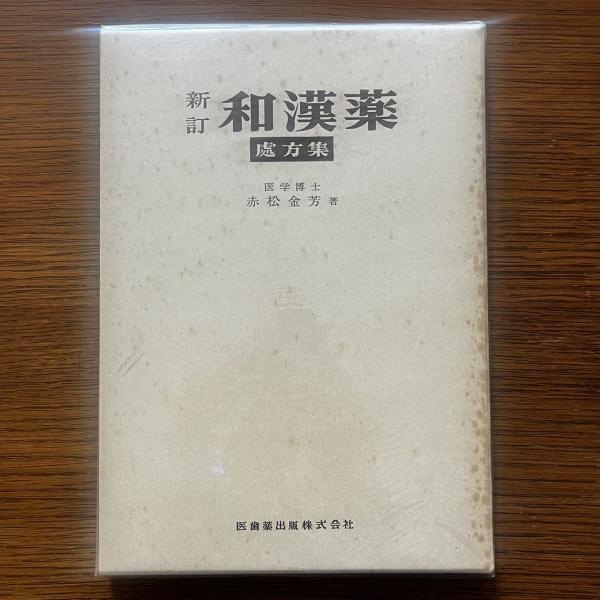 新訂 和漢薬
處方集
医学博士
赤松金芳 著
医歯薬出版株式会社